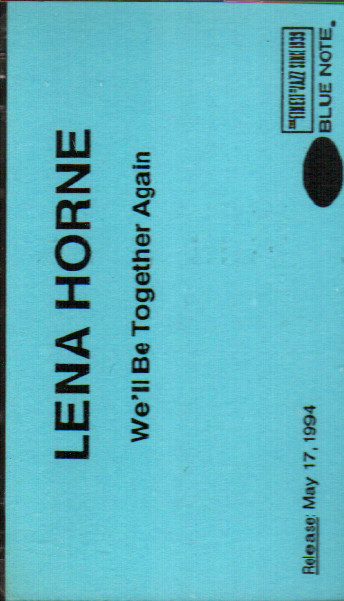 LENA HORNE
We'll Be Together Again
Release: May 17, 1994
THE FINEST IN JAZZ SINCE 1939
BLUE NOTE.